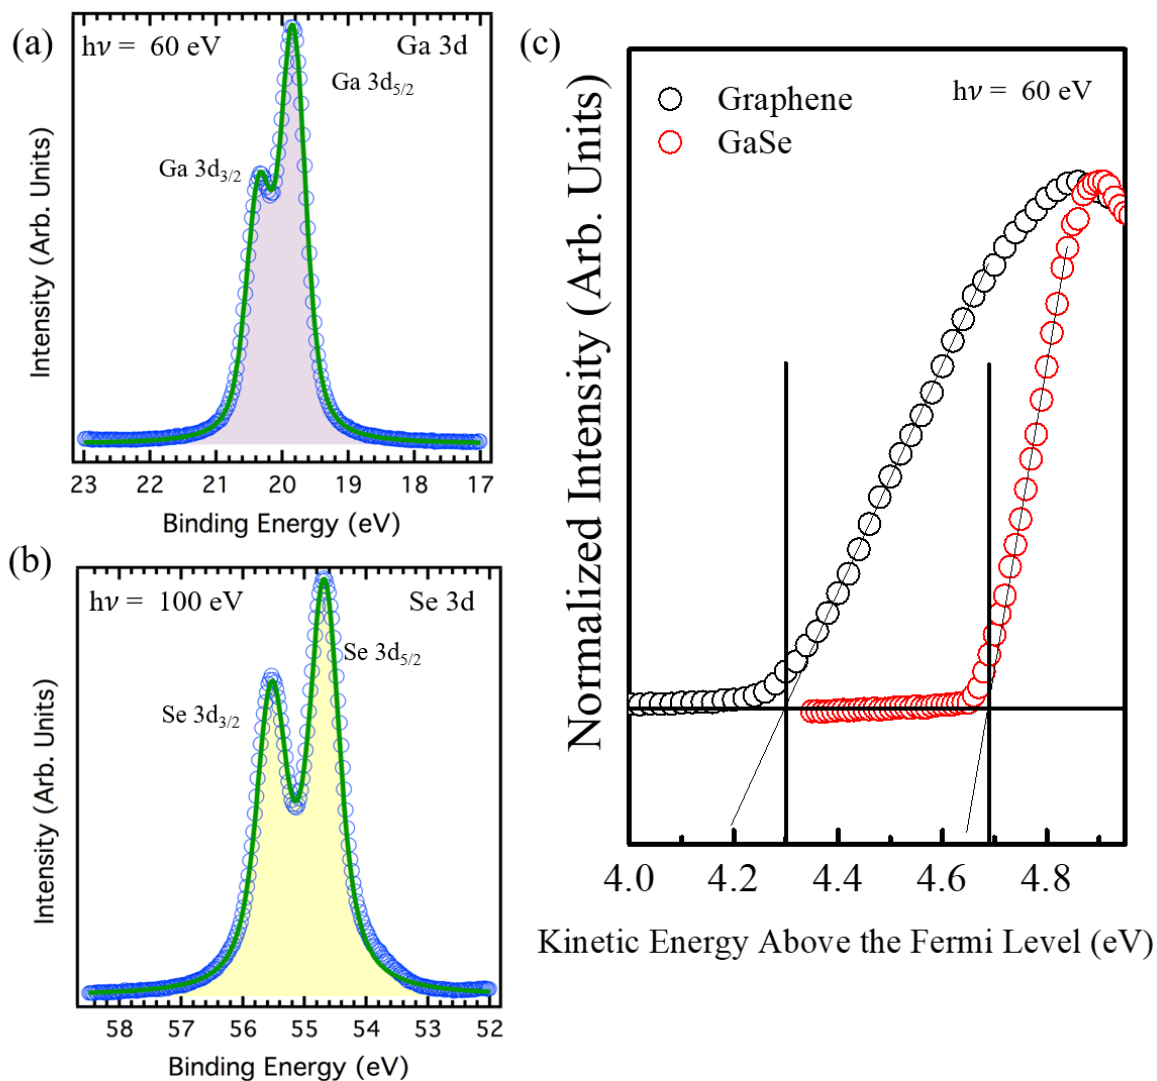 (a)
hν = 60 eV
Ga 3d
Ga 3d5/2
Ga 3d3/2
Intensity (Arb. Units)
23 22 21 20 19 18 17
Binding Energy (eV)
(b)
hν = 100 eV
Se 3d
Se 3d5/2
Se 3d3/2
Intensity (Arb. Units)
58 57 56 55 54 53 52
Binding Energy (eV)
(c)
Graphene
GaSe
hν = 60 eV
Normalized Intensity (Arb. Units)
4.0 4.2 4.4 4.6 4.8
Kinetic Energy Above the Fermi Level (eV)